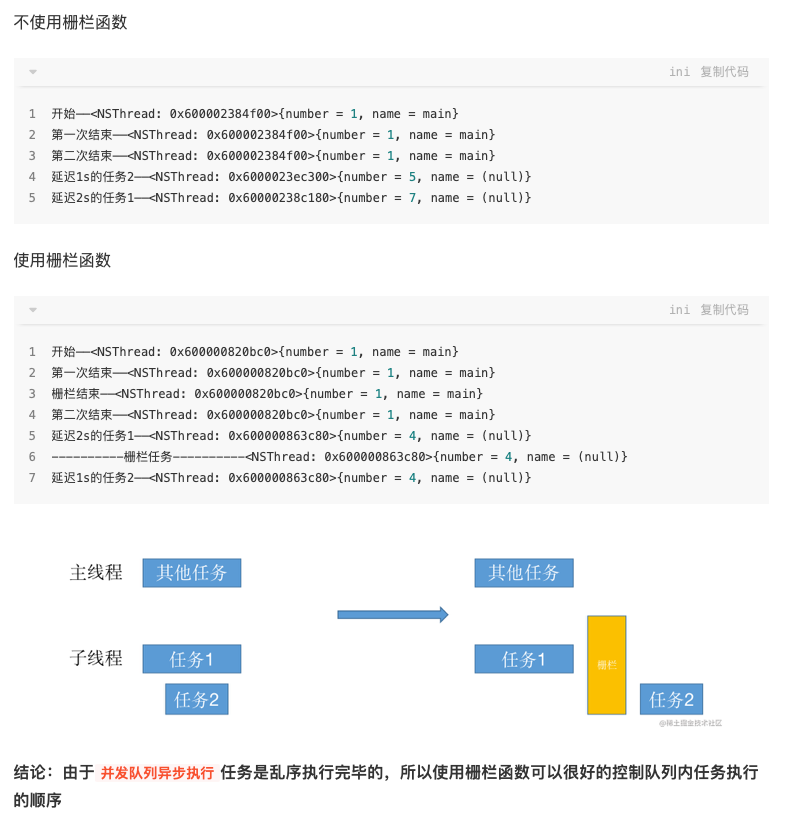 不使用栅栏函数
ini 复制代码
1 开始——<NSThread: 0x600002384f00>{number = 1, name = main}
2 第一次结束——<NSThread: 0x600002384f00>{number = 1, name = main}
3 第二次结束——<NSThread: 0x600002384f00>{number = 1, name = main}
4 延迟1s的任务2——<NSThread: 0x6000023ec300>{number = 5, name = (null)}
5 延迟2s的任务1——<NSThread: 0x60000238c180>{number = 7, name = (null)}
使用栅栏函数
ini 复制代码
1 开始——<NSThread: 0x600000820bc0>{number = 1, name = main}
2 第一次结束——<NSThread: 0x600000820bc0>{number = 1, name = main}
3 栅栏结束——<NSThread: 0x600000820bc0>{number = 1, name = main}
4 第二次结束——<NSThread: 0x600000820bc0>{number = 1, name = main}
5 延迟2s的任务1——<NSThread: 0x600000863c80>{number = 4, name = (null)}
6 ----------栅栏任务----------<NSThread: 0x600000863c80>{number = 4, name = (null)}
7 延迟1s的任务2——<NSThread: 0x600000863c80>{number = 4, name = (null)}
主线程 其他任务 其他任务
子线程 任务1 任务1 栅栏
任务2 任务2
@稀土掘金技术社区
结论：由于 并发队列异步执行 任务是乱序执行完毕的，所以使用栅栏函数可以很好的控制队列内任务执行
的顺序